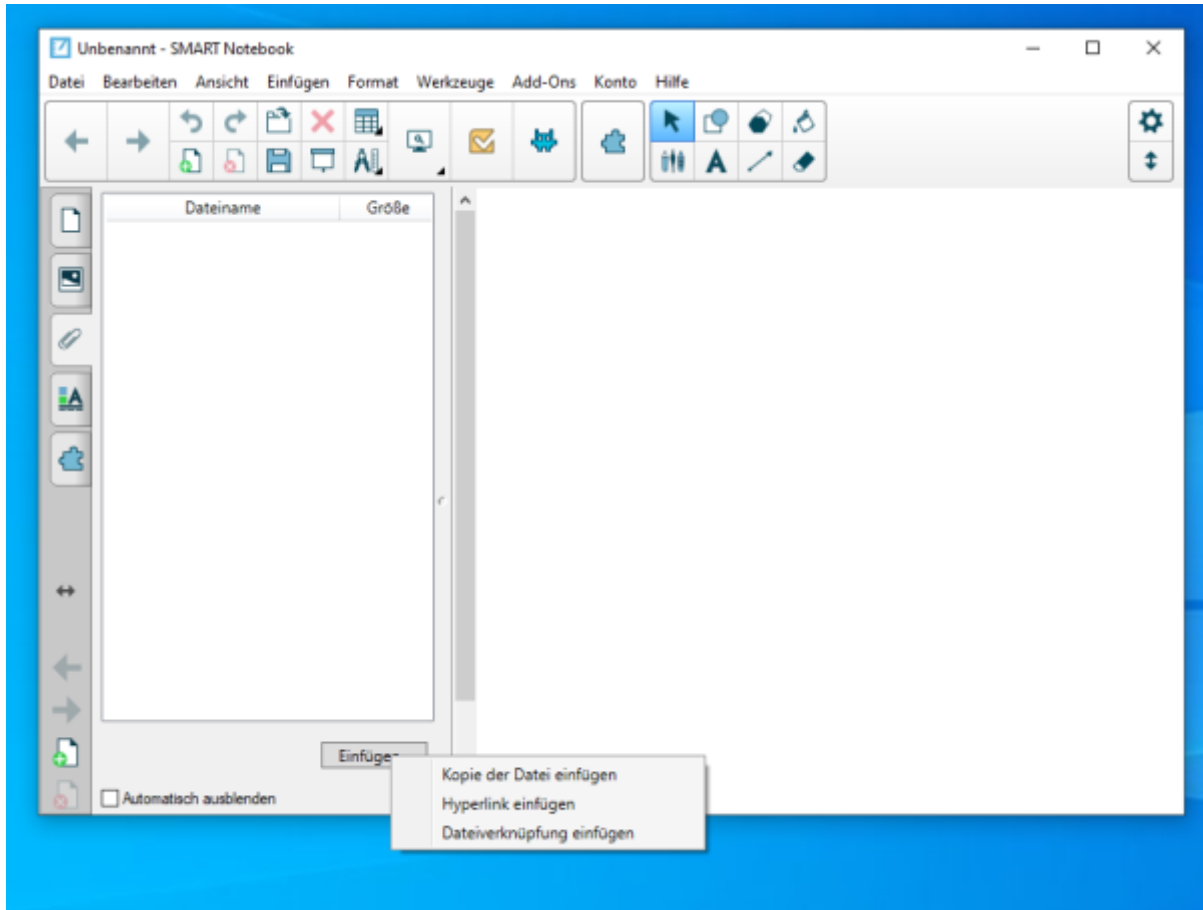 Unbenannt - SMART Notebook
Datei Bearbeiten Ansicht Einfügen Format Werkzeuge Add-Ons Konto Hilfe
Dateiname Größe
Einfügen
Kopie der Datei einfügen
Hyperlink einfügen
Automatisch ausblenden
Dateiverknüpfung einfügen